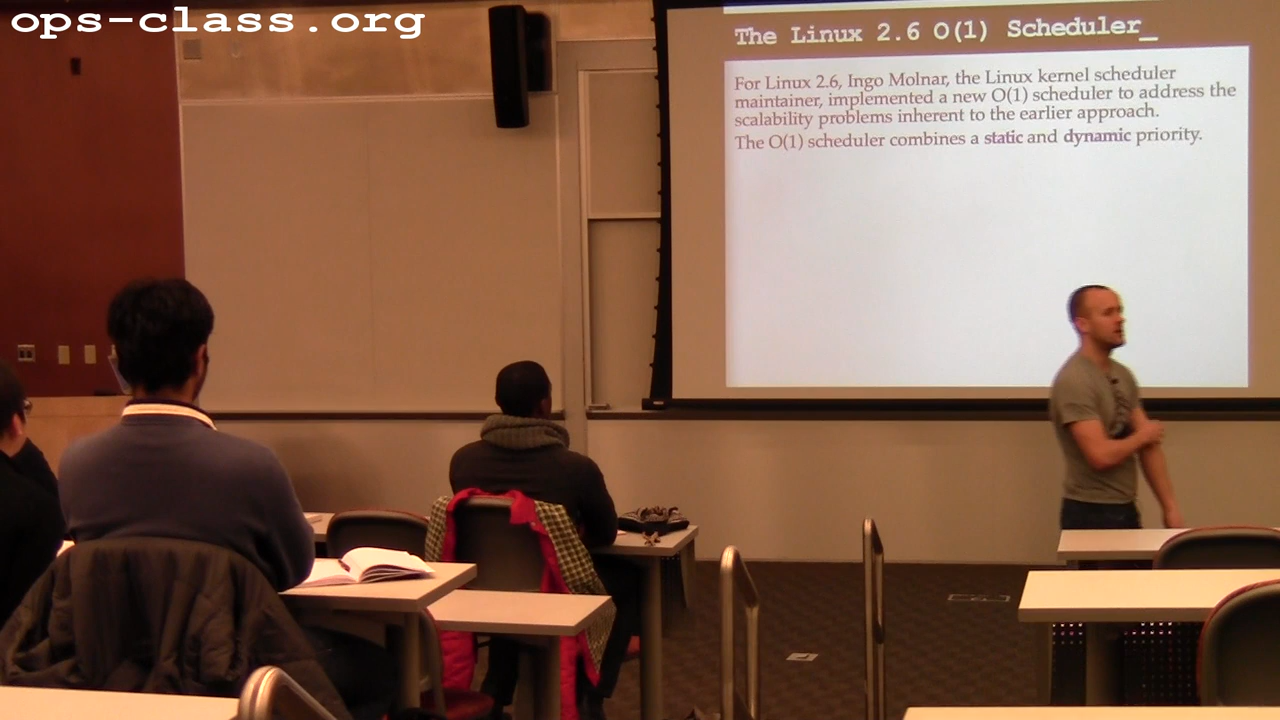 ops-class.org
The Linux 2.6 O(1) Scheduler_
For Linux 2.6, Ingo Molnar, the Linux kernel scheduler
maintainer, implemented a new O(1) scheduler to address the
scalability problems inherent to the earlier approach.
The O(1) scheduler combines a static and dynamic priority.